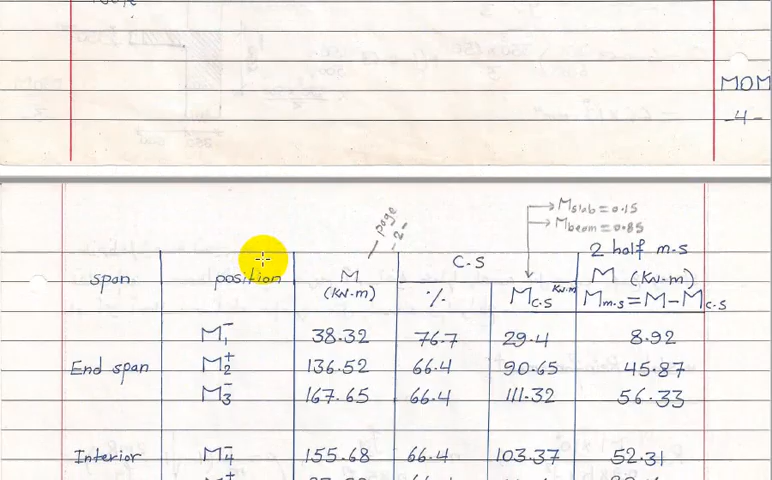 MOM
-4-
page
-2-
Mslab = 0.15
Mbeam = 0.85
span position M (KN.m) C.S 2 half m.s
% Mc.s KN.m M (KN.m) Mm.s = M - Mc.s
M1- 38.32 76.7 29.4 8.92
End span M2+ 136.52 66.4 90.65 45.87
M3- 167.65 66.4 111.32 56.33
Interior M4- 155.68 66.4 103.37 52.31